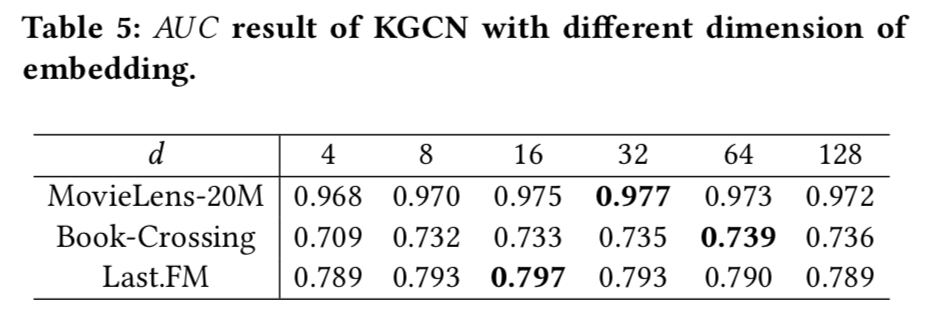 Table 5: AUC result of KGCN with different dimension of
embedding.
d 4 8 16 32 64 128
MovieLens-20M 0.968 0.970 0.975 0.977 0.973 0.972
Book-Crossing 0.709 0.732 0.733 0.735 0.739 0.736
Last.FM 0.789 0.793 0.797 0.793 0.790 0.789